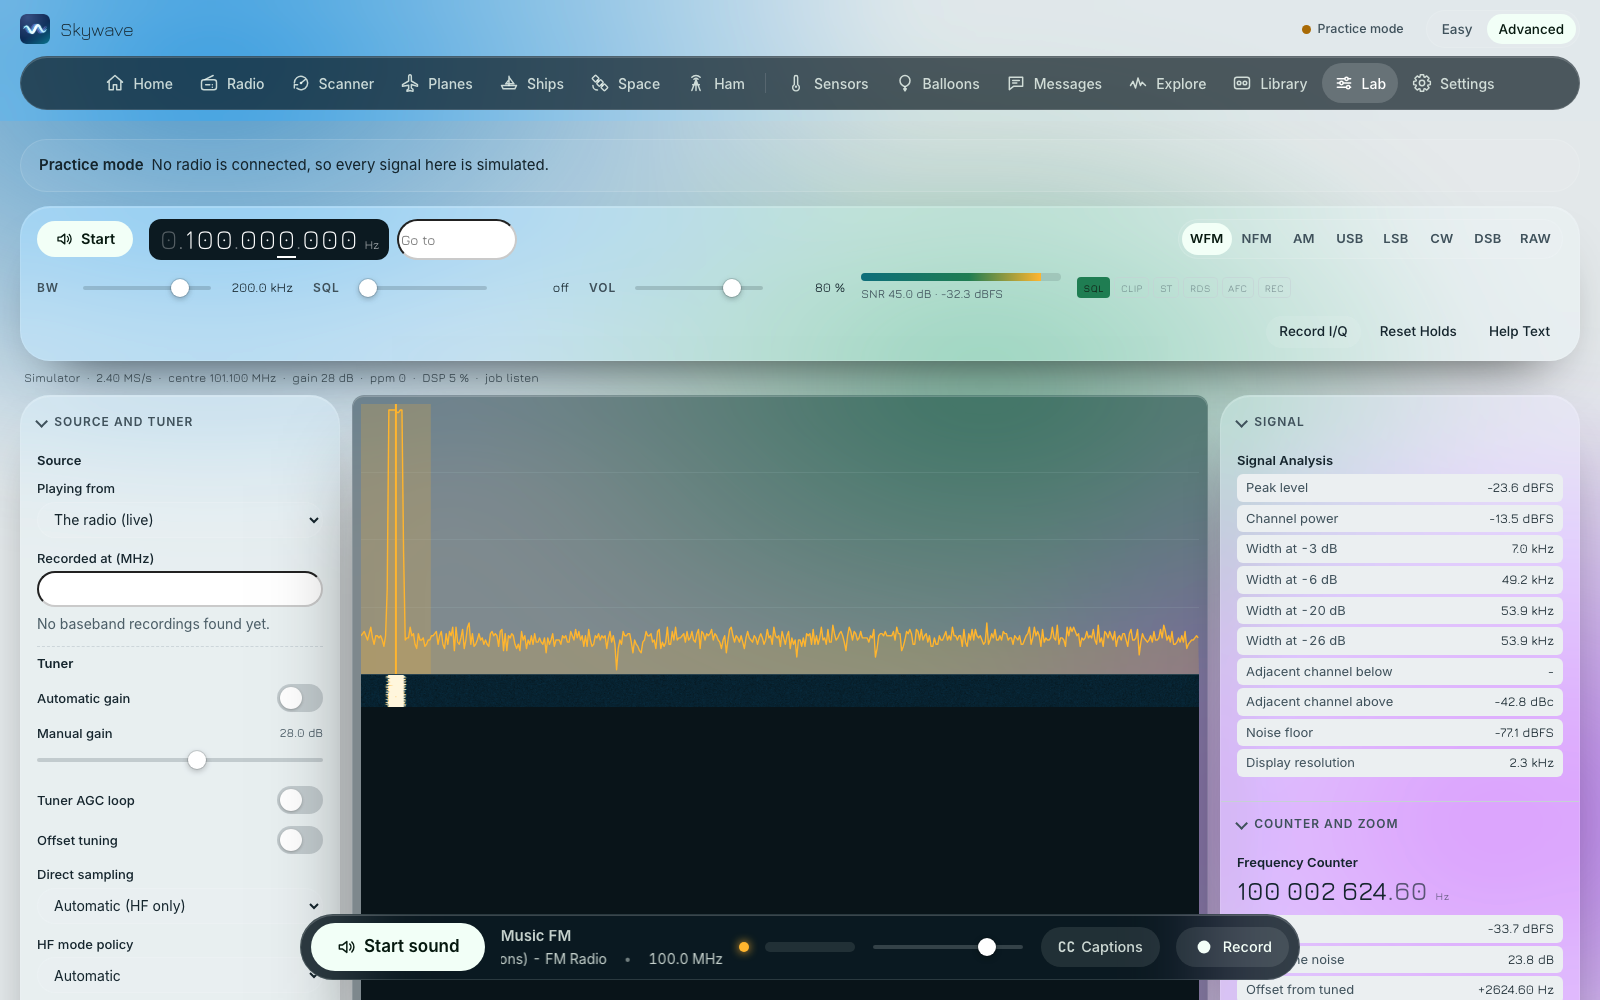 Skywave
Practice mode
Easy
Advanced
Home
Radio
Scanner
Planes
Ships
Space
Ham
Sensors
Balloons
Messages
Explore
Library
Lab
Settings
Practice mode No radio is connected, so every signal here is simulated.
Start
0.100.000.000 Hz
Go to
WFM
NFM
AM
USB
LSB
CW
DSB
RAW
BW
200.0 kHz
SQL
off
VOL
80 %
SNR 45.0 dB · -32.3 dBFS
SQL
CLIP
ST
RDS
AFC
REC
Record I/Q
Reset Holds
Help Text
Simulator · 2.40 MS/s · centre 101.100 MHz · gain 28 dB · ppm 0 · DSP 5 % · job listen
SOURCE AND TUNER
Source
Playing from
The radio (live)
Recorded at (MHz)
No baseband recordings found yet.
Tuner
Automatic gain
Manual gain
28.0 dB
Tuner AGC loop
Offset tuning
Direct sampling
Automatic (HF only)
HF mode policy
Automatic
SIGNAL
Signal Analysis
Peak level -23.6 dBFS
Channel power -13.5 dBFS
Width at -3 dB 7.0 kHz
Width at -6 dB 49.2 kHz
Width at -20 dB 53.9 kHz
Width at -26 dB 53.9 kHz
Adjacent channel below -
Adjacent channel above -42.8 dBc
Noise floor -77.1 dBFS
Display resolution 2.3 kHz
COUNTER AND ZOOM
Frequency Counter
100 002 624.60 Hz
-33.7 dBFS
noise 23.8 dB
Offset from tuned +2624.60 Hz
Start sound
Music FM
ons) - FM Radio • 100.0 MHz
CC Captions
Record